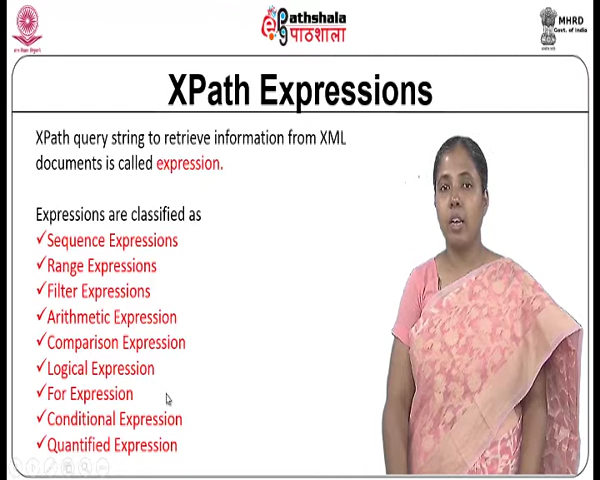 ePathshala
पाठशाला
MHRD
Govt. of India
XPath Expressions
XPath query string to retrieve information from XML
documents is called expression.
Expressions are classified as
✓Sequence Expressions
✓Range Expressions
✓Filter Expressions
✓Arithmetic Expression
✓Comparison Expression
✓Logical Expression
✓For Expression
✓Conditional Expression
✓Quantified Expression